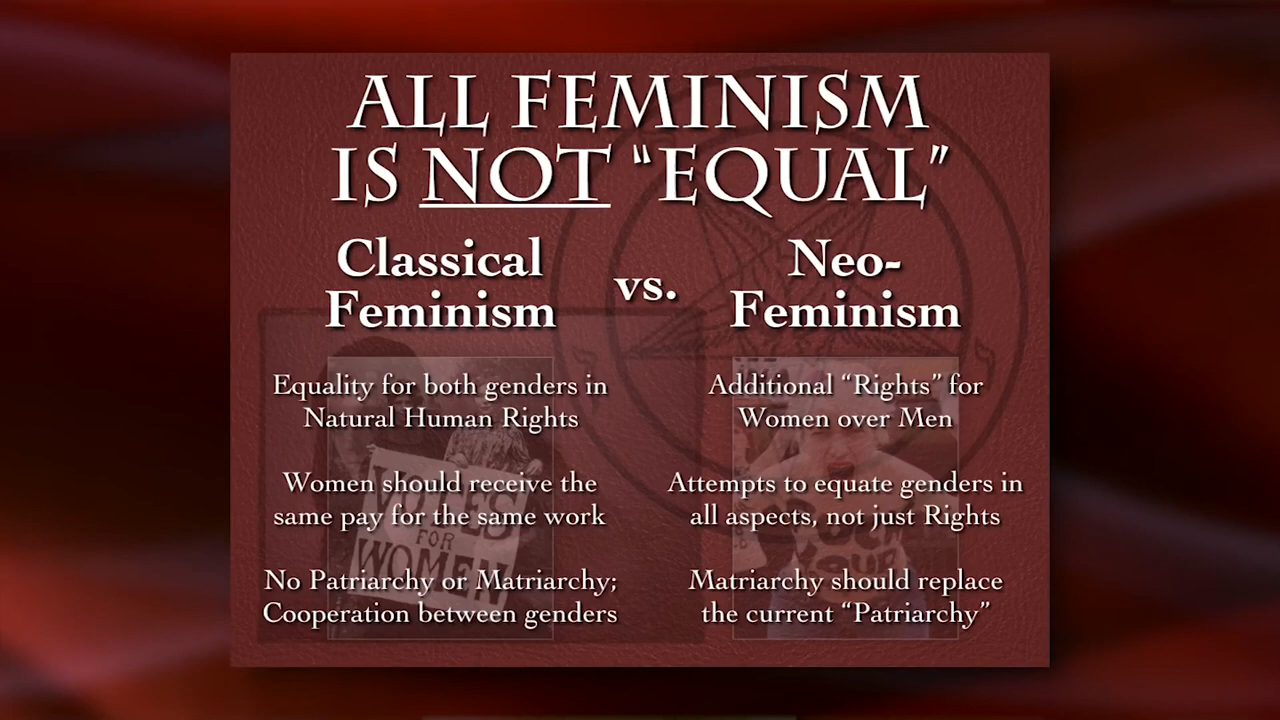 ALL FEMINISM
IS NOT “EQUAL”
Classical
Feminism
vs.
Neo-
Feminism
Equality for both genders in
Natural Human Rights
Additional “Rights” for
Women over Men
Women should receive the
same pay for the same work
Attempts to equate genders in
all aspects, not just Rights
No Patriarchy or Matriarchy;
Cooperation between genders
Matriarchy should replace
the current “Patriarchy”
VOTES
FOR
WOMEN